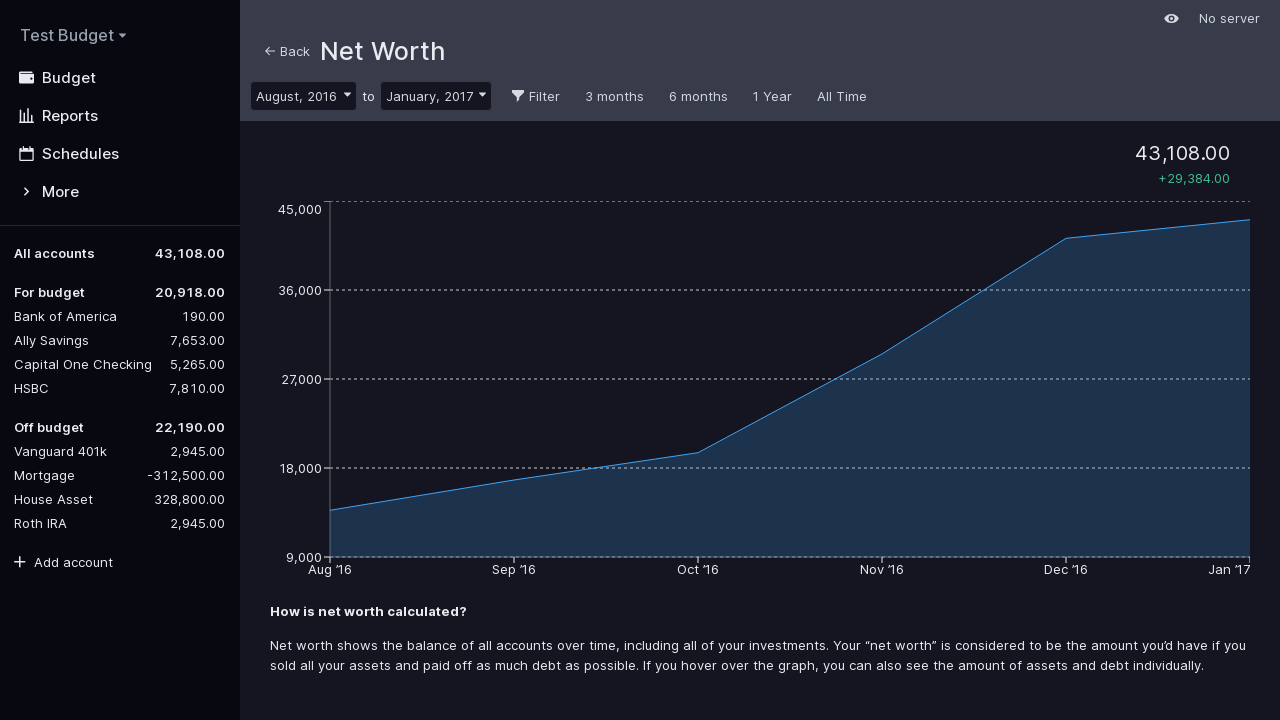 Test Budget
Budget
Reports
Schedules
More
All accounts 43,108.00
For budget 20,918.00
Bank of America 190.00
Ally Savings 7,653.00
Capital One Checking 5,265.00
HSBC 7,810.00
Off budget 22,190.00
Vanguard 401k 2,945.00
Mortgage -312,500.00
House Asset 328,800.00
Roth IRA 2,945.00
Add account
No server
Back Net Worth
August, 2016 to January, 2017 Filter 3 months 6 months 1 Year All Time
43,108.00
+29,384.00
45,000
36,000
27,000
18,000
9,000
Aug ’16 Sep ’16 Oct ’16 Nov ’16 Dec ’16 Jan ’17
How is net worth calculated?
Net worth shows the balance of all accounts over time, including all of your investments. Your “net worth” is considered to be the amount you’d have if you
sold all your assets and paid off as much debt as possible. If you hover over the graph, you can also see the amount of assets and debt individually.